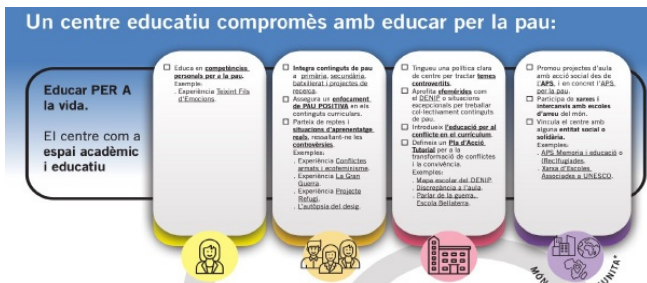 Un centre educatiu compromès amb educar per la pau:
Educar PER A
la vida.
El centre com a
espai acadèmic
i educatiu
Educa en competències
personals per a la pau.
Exemple:
. Experiència Teixint Fils
d'Emocions.
Integra continguts de pau
a primària, secundària,
batxillerat i projectes de
recerca.
Assegura un enfocament
de PAU POSITIVA en els
continguts curriculars.
Parteix de reptes i
situacions d'aprenentatge
reals, ressaltant-ne les
controvèrsies.
Exemples:
. Experiència Conflictes
armats i ecofeminisme.
. Experiència La Gran
Guerra.
. Experiència Projecte
Refugi.
. L'autòpsia del desig.
Tingueu una política clara
de centre per tractar temes
controvertits.
Aprofita efemèrides com
el DENIP o situacions
excepcionals per treballar
col·lectivament continguts
de pau.
Introdueix l'educació per al
conflicte en el currículum.
Defineix un Pla d'Acció
Tutorial per a la
transformació de conflictes
i la convivència.
Exemples:
. Mapa escolar del DENIP
. Discrepància a l'aula.
. Parlar de la guerra.
Escola Bellaterra.
Promou projectes d'aula
amb acció social des de
l'APS, i en concret l'APS
per la pau.
Participa de xarxes i
intercanvis amb escoles
d'arreu del món.
Vincula el centre amb
alguna entitat social o
solidària.
Exemples:
. APS Memòria i educació o
(Re)fugiades.
. Xarxa d'Escoles
Associades a UNESCO.
MÓN
UNITA*